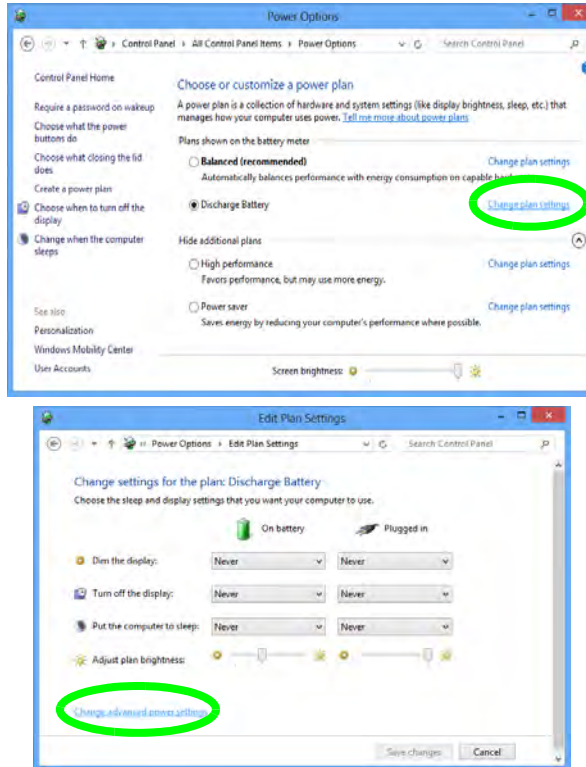 Power Options
Control Panel › All Control Panel Items › Power Options
Search Control Panel
Control Panel Home
Require a password on wakeup
Choose what the power
buttons do
Choose what closing the lid
does
Create a power plan
Choose when to turn off the
display
Change when the computer
sleeps
See also
Personalization
Windows Mobility Center
User Accounts
Choose or customize a power plan
A power plan is a collection of hardware and system settings (like display brightness, sleep, etc.) that
manages how your computer uses power. Tell me more about power plans
Plans shown on the battery meter
Balanced (recommended) Change plan settings
Automatically balances performance with energy consumption on capable
Discharge Battery Change plan settings
Hide additional plans
High performance Change plan settings
Favors performance, but may use more energy.
Power saver Change plan settings
Saves energy by reducing your computer's performance where possible.
Screen brightness:
Edit Plan Settings
« Power Options › Edit Plan Settings
Search Control Panel
Change settings for the plan: Discharge Battery
Choose the sleep and display settings that you want your computer to use.
On battery Plugged in
Dim the display: Never Never
Turn off the display: Never Never
Put the computer to sleep: Never Never
Adjust plan brightness:
Change advanced power settings
Save changes Cancel